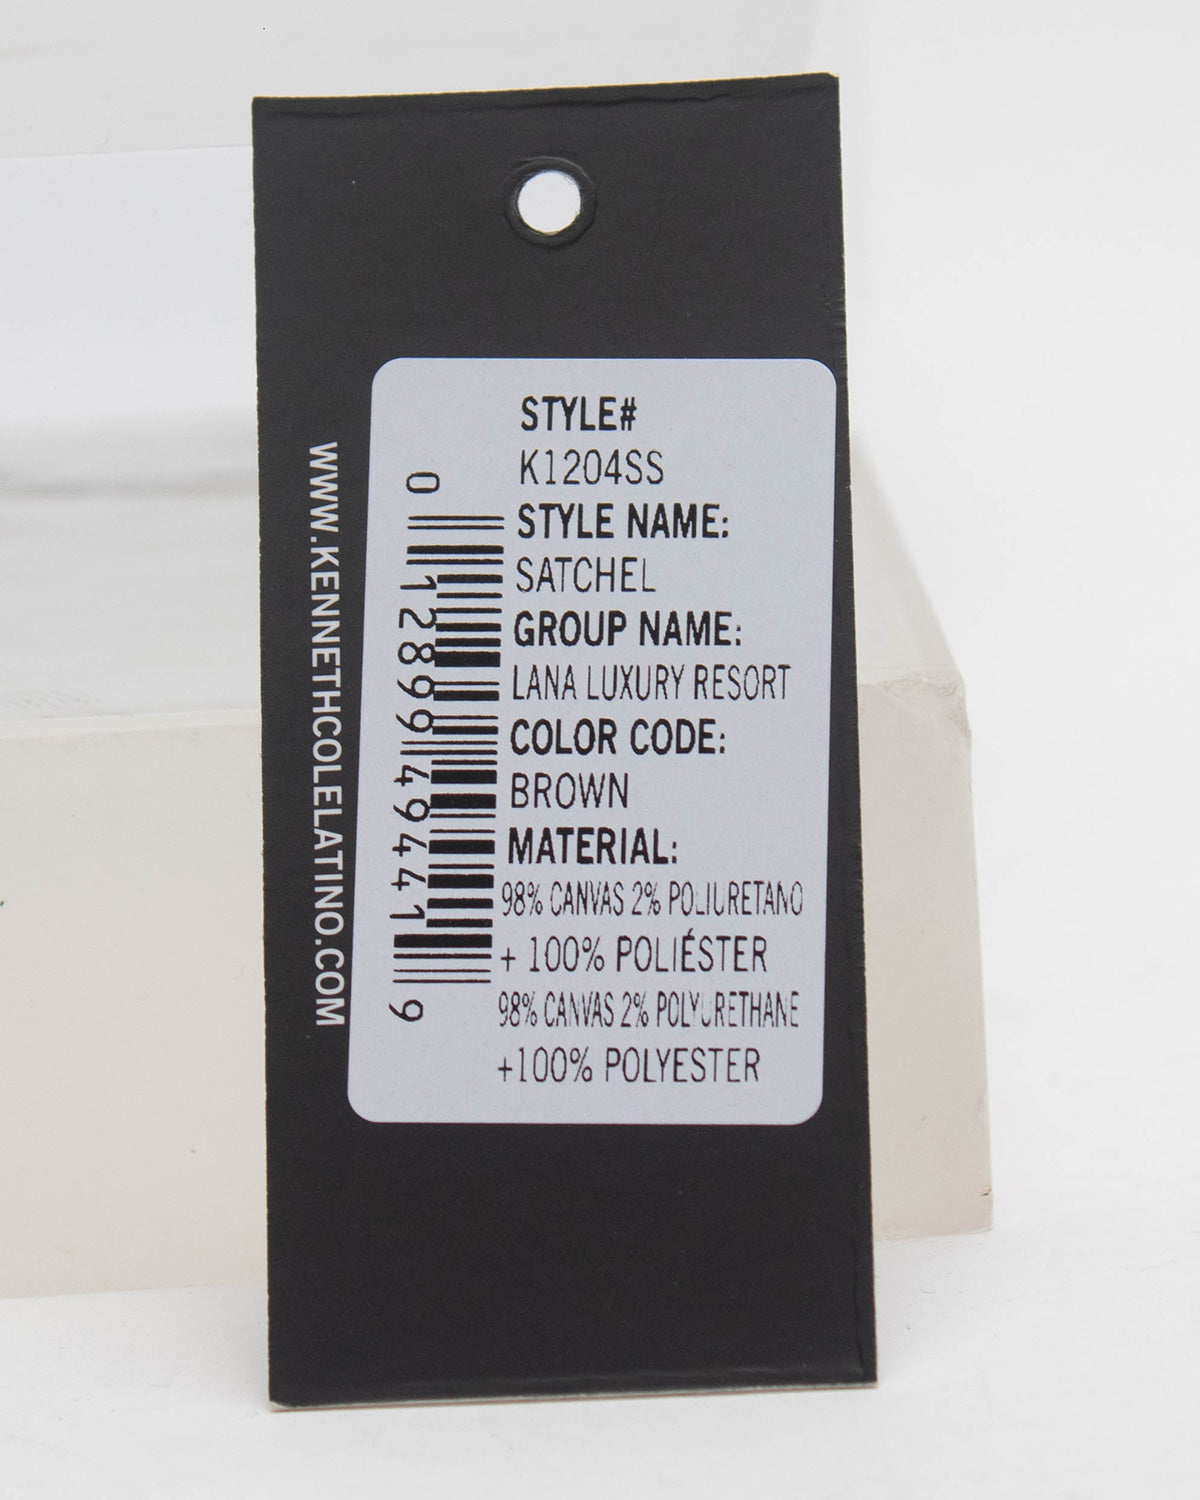 STYLE#
K1204SS
STYLE NAME:
SATCHEL
GROUP NAME:
LANA LUXURY RESORT
COLOR CODE:
BROWN
MATERIAL:
98% CANVAS 2% POLIURETANO
+ 100% POLIÉSTER
98% CANVAS 2% POLYURETHANE
+100% POLYESTER
0 12899 49441 9
WWW.KENNETHCOLELATINO.COM